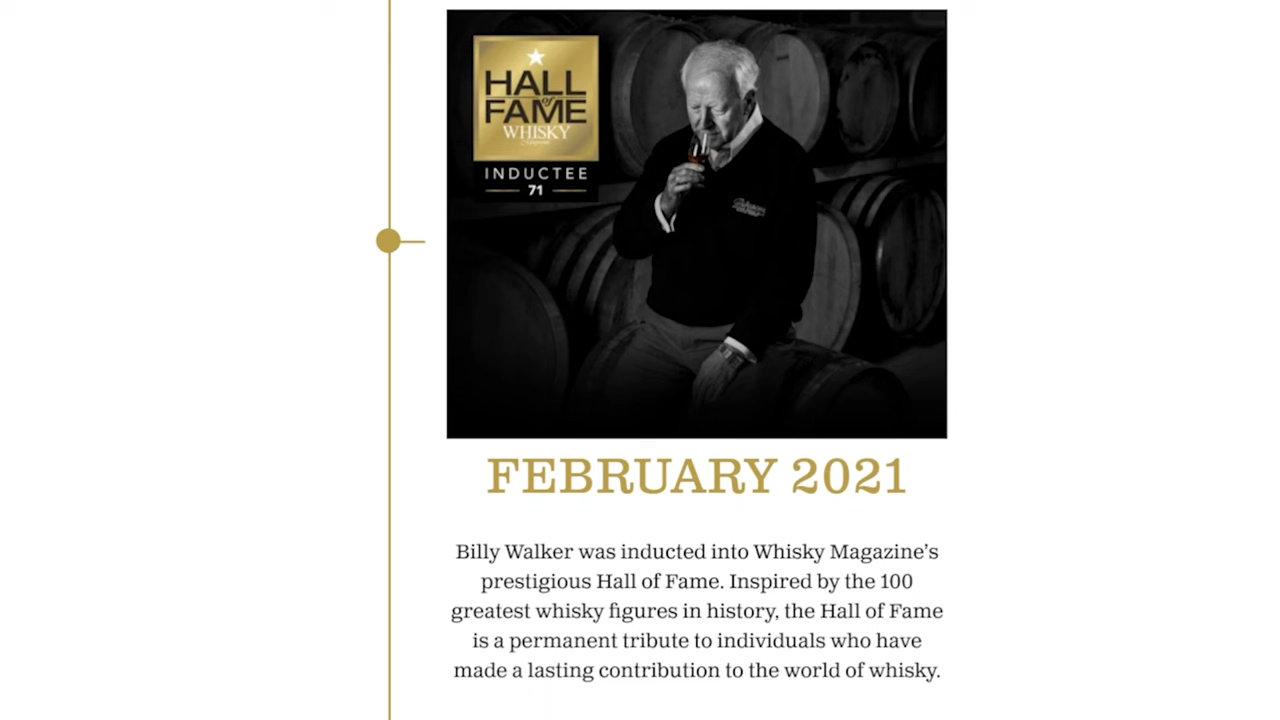 HALL
of
FAME
WHISKY
Magazine
INDUCTEE
71
FEBRUARY 2021
Billy Walker was inducted into Whisky Magazine’s
prestigious Hall of Fame. Inspired by the 100
greatest whisky figures in history, the Hall of Fame
is a permanent tribute to individuals who have
made a lasting contribution to the world of whisky.